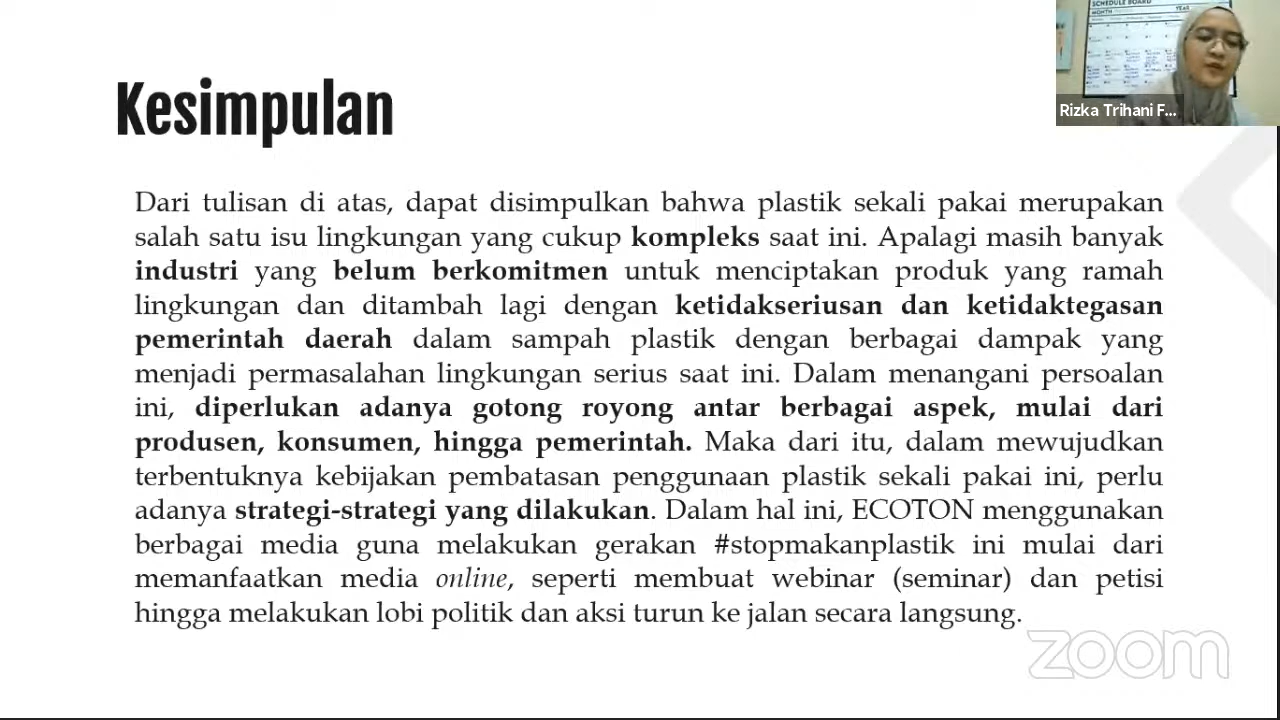 SCHEDULE BOARD
MONTH
YEAR
Rizka Trihani F...
Kesimpulan
Dari tulisan di atas, dapat disimpulkan bahwa plastik sekali pakai merupakan
salah satu isu lingkungan yang cukup kompleks saat ini. Apalagi masih banyak
industri yang belum berkomitmen untuk menciptakan produk yang ramah
lingkungan dan ditambah lagi dengan ketidakseriusan dan ketidaktegasan
pemerintah daerah dalam sampah plastik dengan berbagai dampak yang
menjadi permasalahan lingkungan serius saat ini. Dalam menangani persoalan
ini, diperlukan adanya gotong royong antar berbagai aspek, mulai dari
produsen, konsumen, hingga pemerintah. Maka dari itu, dalam mewujudkan
terbentuknya kebijakan pembatasan penggunaan plastik sekali pakai ini, perlu
adanya strategi-strategi yang dilakukan. Dalam hal ini, ECOTON menggunakan
berbagai media guna melakukan gerakan #stopmakanplastik ini mulai dari
memanfaatkan media online, seperti membuat webinar (seminar) dan petisi
hingga melakukan lobi politik dan aksi turun ke jalan secara langsung.
zoom